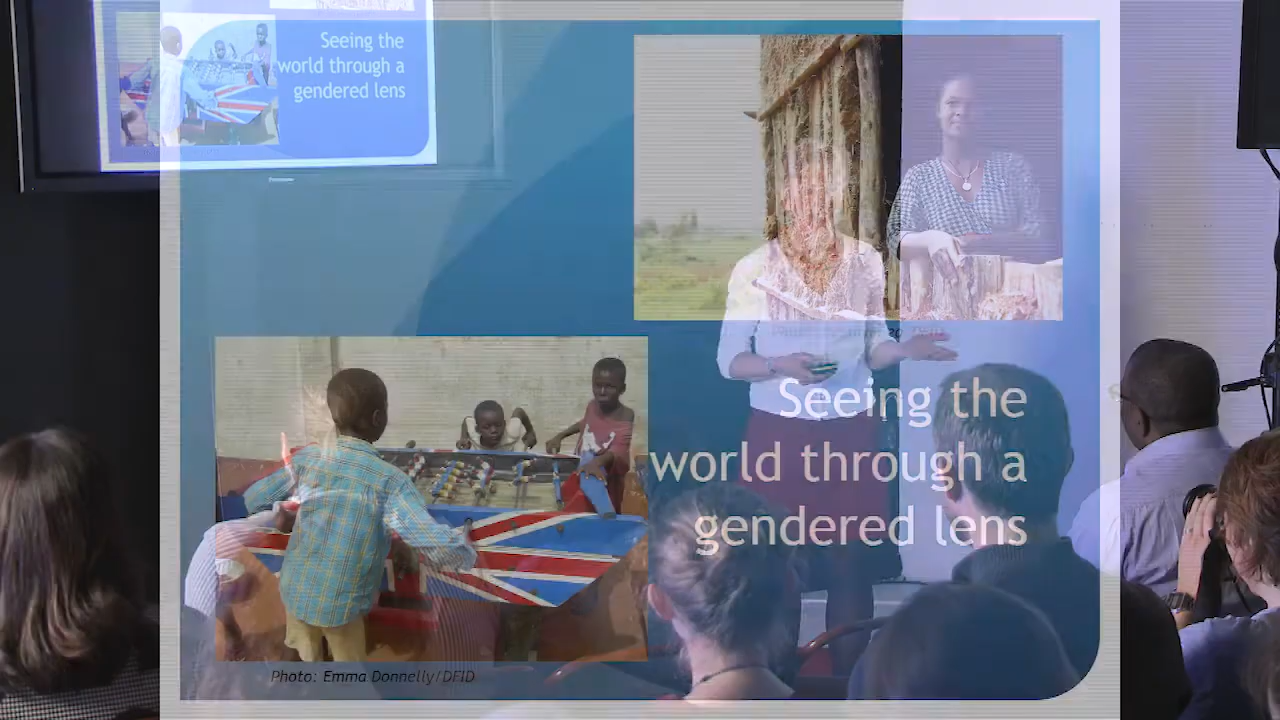 Seeing the
world through a
gendered lens
Seeing the
world through a
gendered lens
Photo: Emma Donnelly/DFID